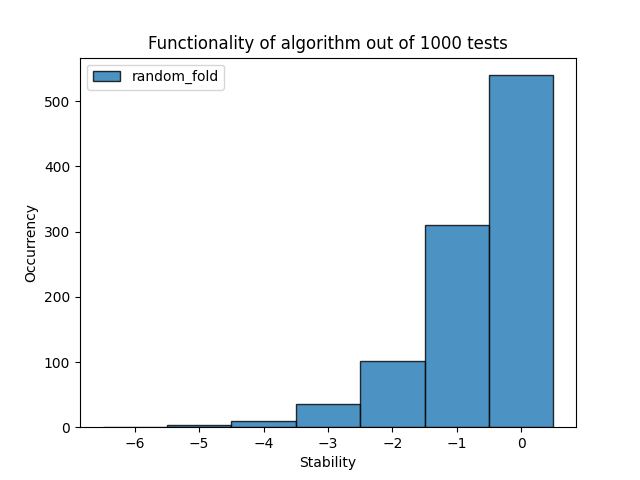 Functionality of algorithm out of 1000 tests
random_fold
Occurrency
500
400
300
200
100
0
−6 −5 −4 −3 −2 −1 0
Stability